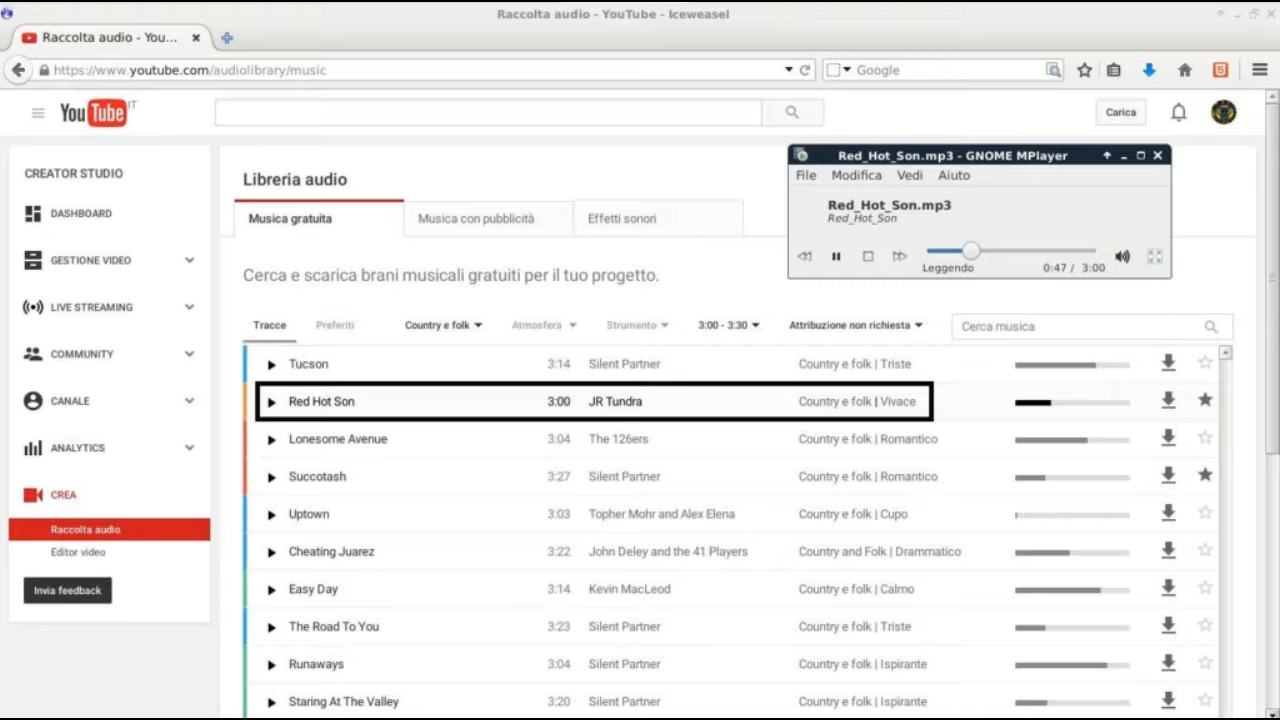 Raccolta audio - YouTube - Iceweasel
Raccolta audio - You...
https://www.youtube.com/audiolibrary/music
Google
YouTube IT
Carica
Red_Hot_Son.mp3 - GNOME MPlayer
File Modifica Vedi Aiuto
Red_Hot_Son.mp3
Red_Hot_Son
Leggendo 0:47 / 3:00
CREATOR STUDIO
DASHBOARD
GESTIONE VIDEO
LIVE STREAMING
COMMUNITY
CANALE
ANALYTICS
CREA
Raccolta audio
Editor video
Invia feedback
Libreria audio
Musica gratuita Musica con pubblicità Effetti sonori
Cerca e scarica brani musicali gratuiti per il tuo progetto.
Tracce Preferiti Country e folk Atmosfera Strumento 3:00 - 3:30 Attribuzione non richiesta Cerca musica
Tucson 3:14 Silent Partner Country e folk | Triste
Red Hot Son 3:00 JR Tundra Country e folk | Vivace
Lonesome Avenue 3:04 The 126ers Country e folk | Romantico
Succotash 3:27 Silent Partner Country e folk | Romantico
Uptown 3:03 Topher Mohr and Alex Elena Country e folk | Cupo
Cheating Juarez 3:22 John Deley and the 41 Players Country and Folk | Drammatico
Easy Day 3:14 Kevin MacLeod Country e folk | Calmo
The Road To You 3:23 Silent Partner Country e folk | Triste
Runaways 3:04 Silent Partner Country e folk | Ispirante
Staring At The Valley 3:20 Silent Partner Country e folk | Ispirante